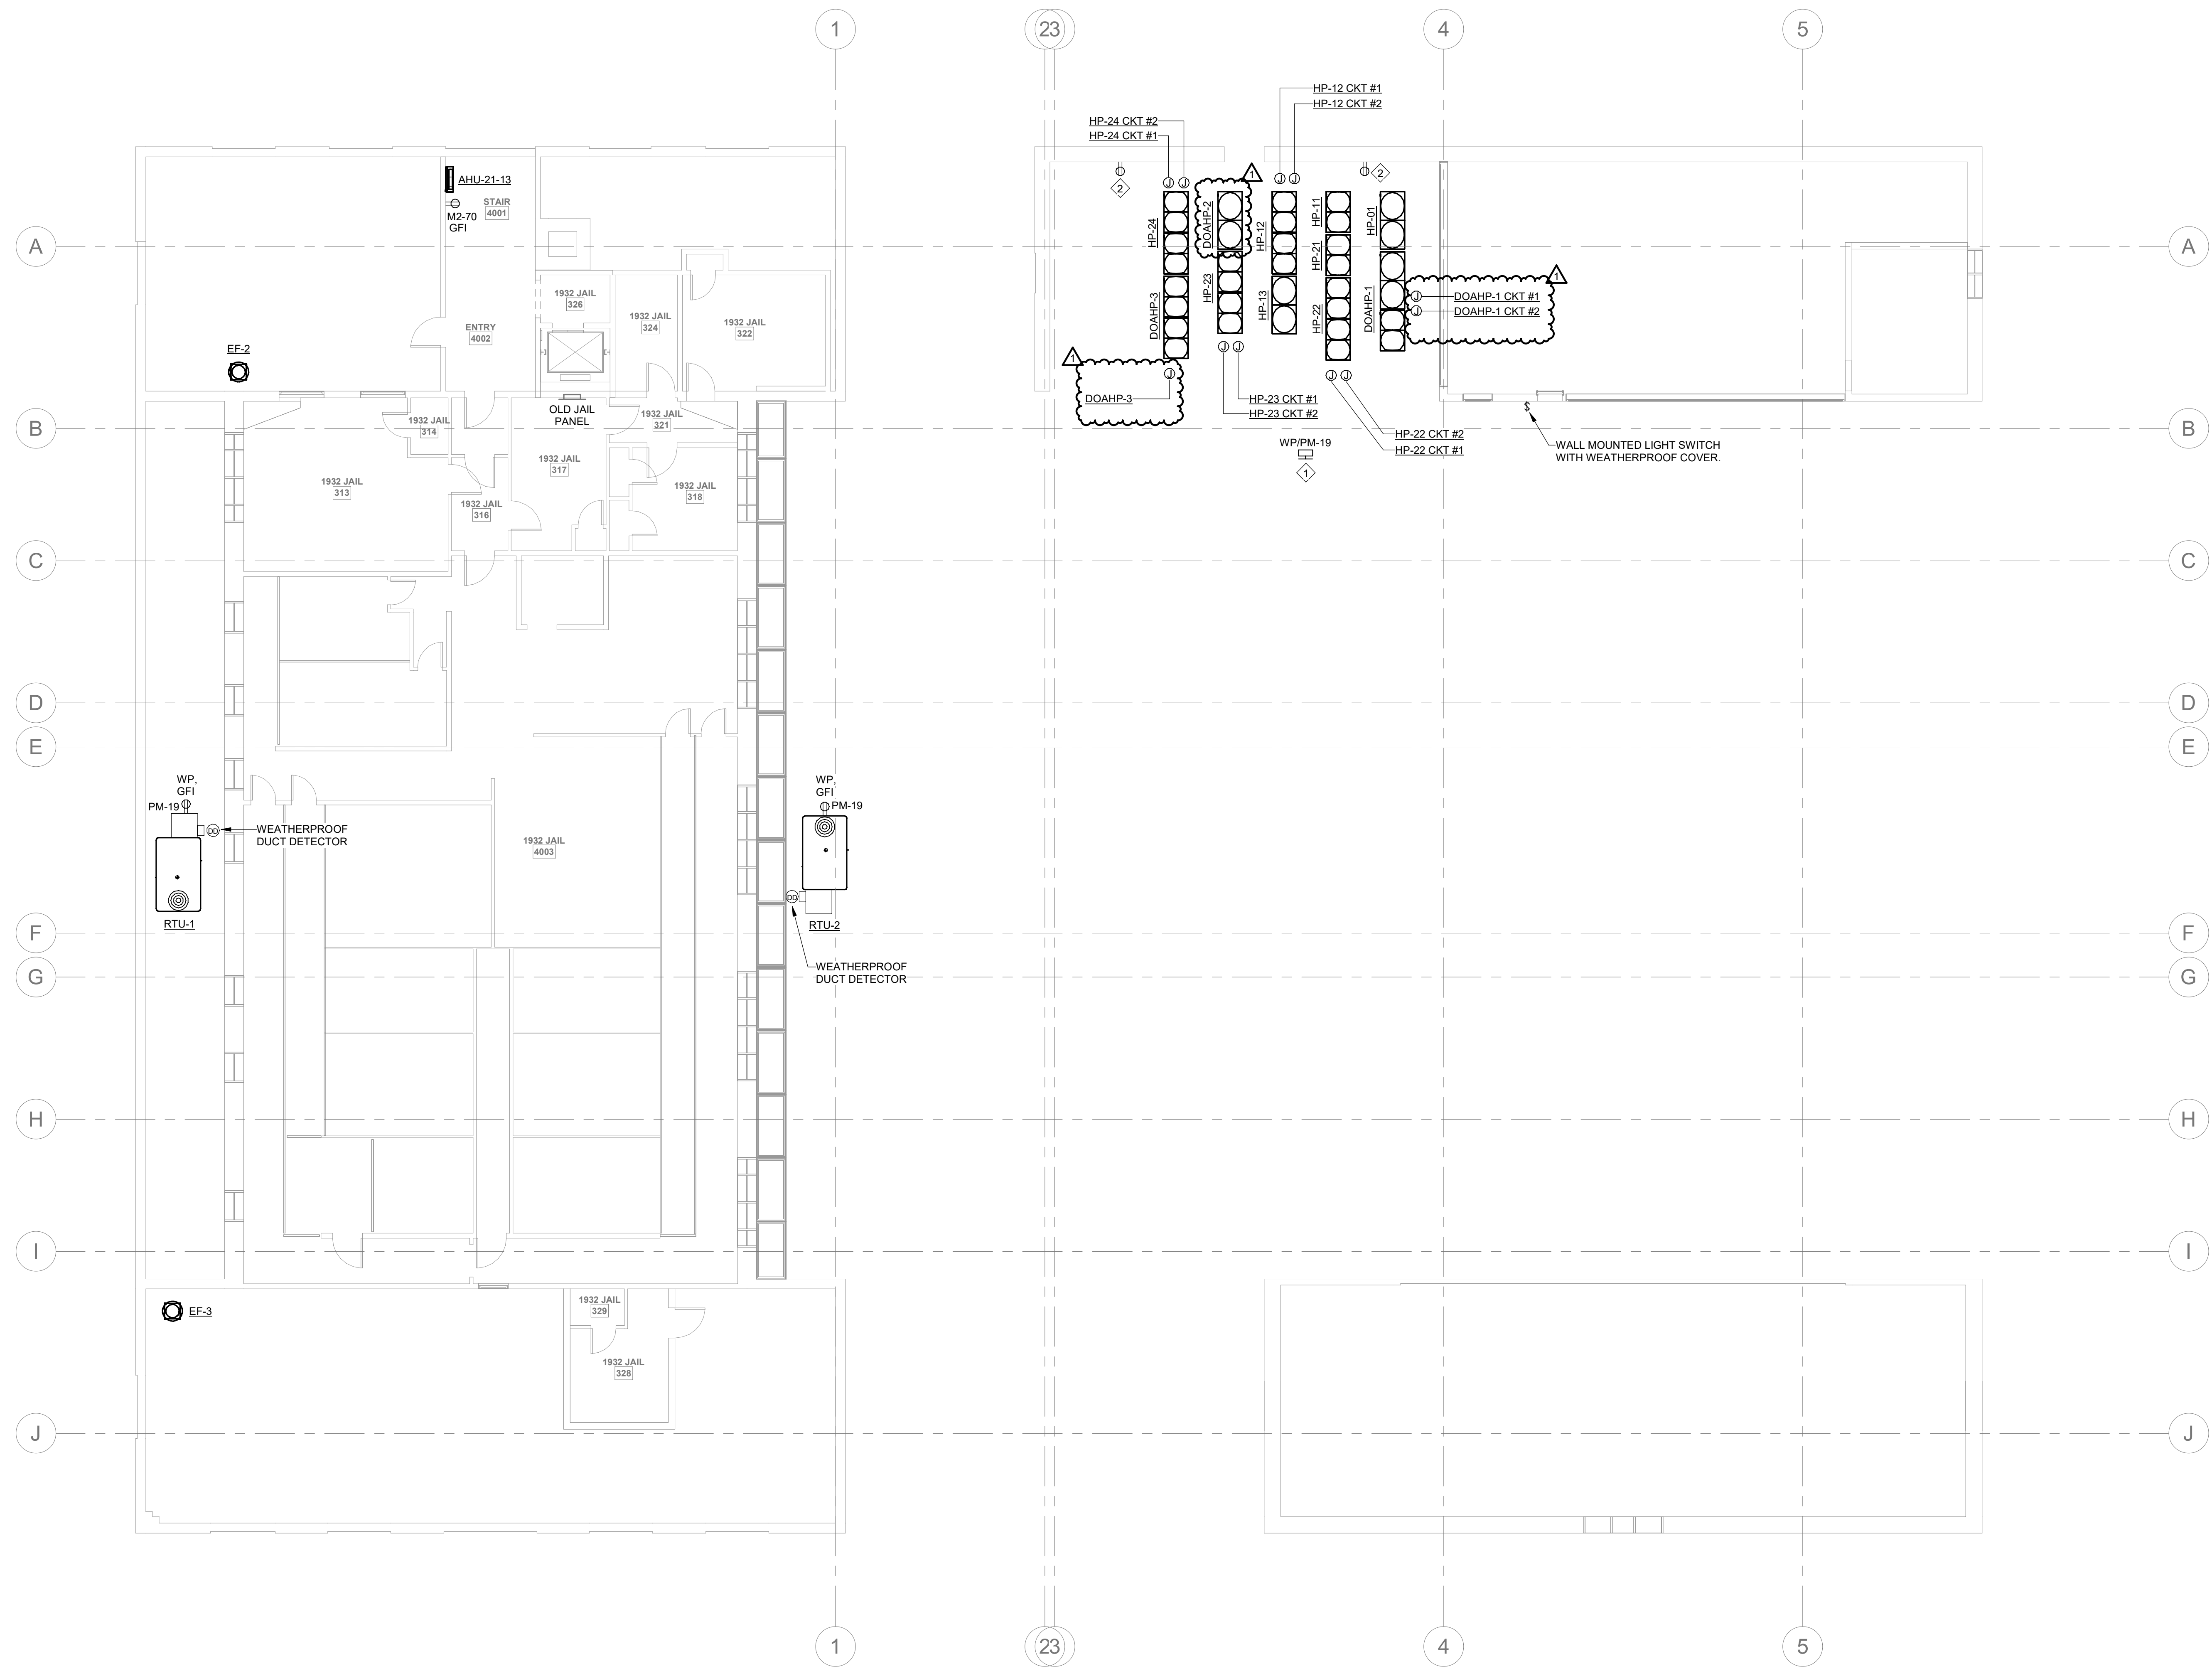 1
2
3
4
5
HP-12 CKT #1
HP-12 CKT #2
HP-24 CKT #2
HP-24 CKT #1
AHU-21-13
STAIR
4001
M2-70
GFI
2
1
2
HP-24
DOAHP-2
HP-12
HP-11
HP-01
A
A
HP-23
HP-13
HP-21
HP-22
DOAHP-3
DOAHP-1
1
DOAHP-1 CKT #1
DOAHP-1 CKT #2
1932 JAIL
326
1932 JAIL
324
1932 JAIL
322
ENTRY
4002
EF-2
1
DOAHP-3
HP-23 CKT #1
HP-23 CKT #2
OLD JAIL
PANEL
1932 JAIL
314
1932 JAIL
321
B
B
HP-22 CKT #2
HP-22 CKT #1
WP/PM-19
1
WALL MOUNTED LIGHT SWITCH
WITH WEATHERPROOF COVER.
1932 JAIL
317
1932 JAIL
313
1932 JAIL
318
1932 JAIL
316
C
C
D
D
E
E
WP,
GFI
PM-19
DD
WEATHERPROOF
DUCT DETECTOR
WP,
GFI
PM-19
1932 JAIL
4003
DD
RTU-1
RTU-2
F
F
WEATHERPROOF
DUCT DETECTOR
G
G
H
H
I
I
1932 JAIL
329
EF-3
1932 JAIL
328
J
J
1
2
3
4
5
J
J
J
J
J
J
J
J
J
J
J